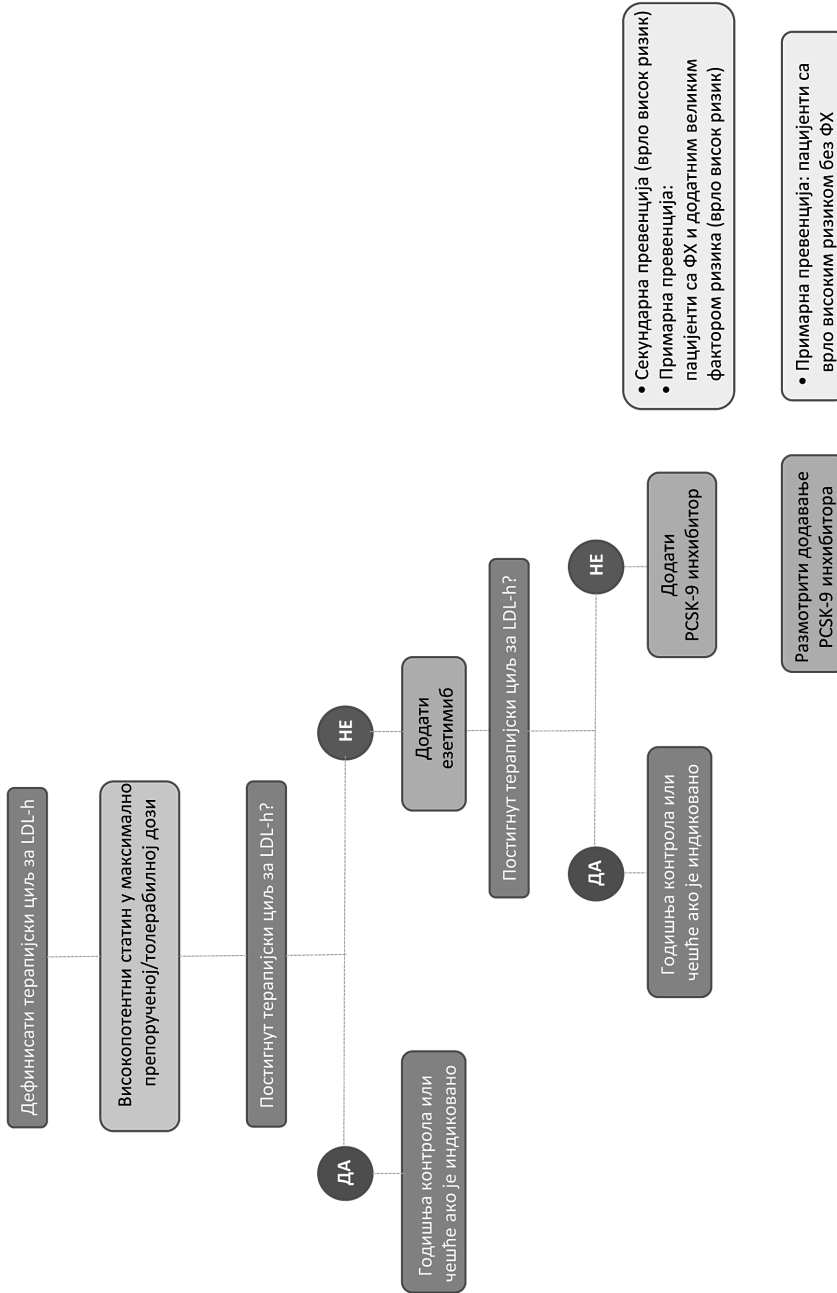 Дефинисати терапијски циљ за LDL-h
Високопотентни статин у максимално
препорученој/толерабилној дози
Постигнут терапијски циљ за LDL-h?
ДА
НЕ
Годишња контрола или
чешће ако је индиковано
Додати
езетимиб
Постигнут терапијски циљ за LDL-h?
ДА
НЕ
Годишња контрола или
чешће ако је индиковано
Додати
PCSK-9 инхибитор
• Секундарна превенција (врло висок ризик)
• Примарна превенција:
пацијенти са ФХ и додатним великим
фактором ризика (врло висок ризик)
Размотрити додавање
PCSK-9 инхибитора
• Примарна превенција: пацијенти са
врло високим ризиком без ФХ